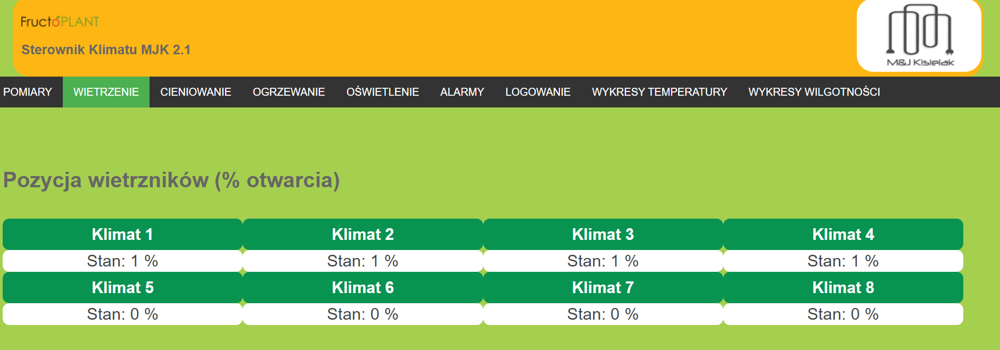 FructoPLANT
Sterownik Klimatu MJK 2.1
M&J Kisielak
POMIARY WIETRZENIE CIENIOWANIE OGRZEWANIE OŚWIETLENIE ALARMY LOGOWANIE WYKRESY TEMPERATURY WYKRESY WILGOTNOŚCI
Pozycja wietrzników (% otwarcia)
Klimat 1 Klimat 2 Klimat 3 Klimat 4
Stan: 1 % Stan: 1 % Stan: 1 % Stan: 1 %
Klimat 5 Klimat 6 Klimat 7 Klimat 8
Stan: 0 % Stan: 0 % Stan: 0 % Stan: 0 %